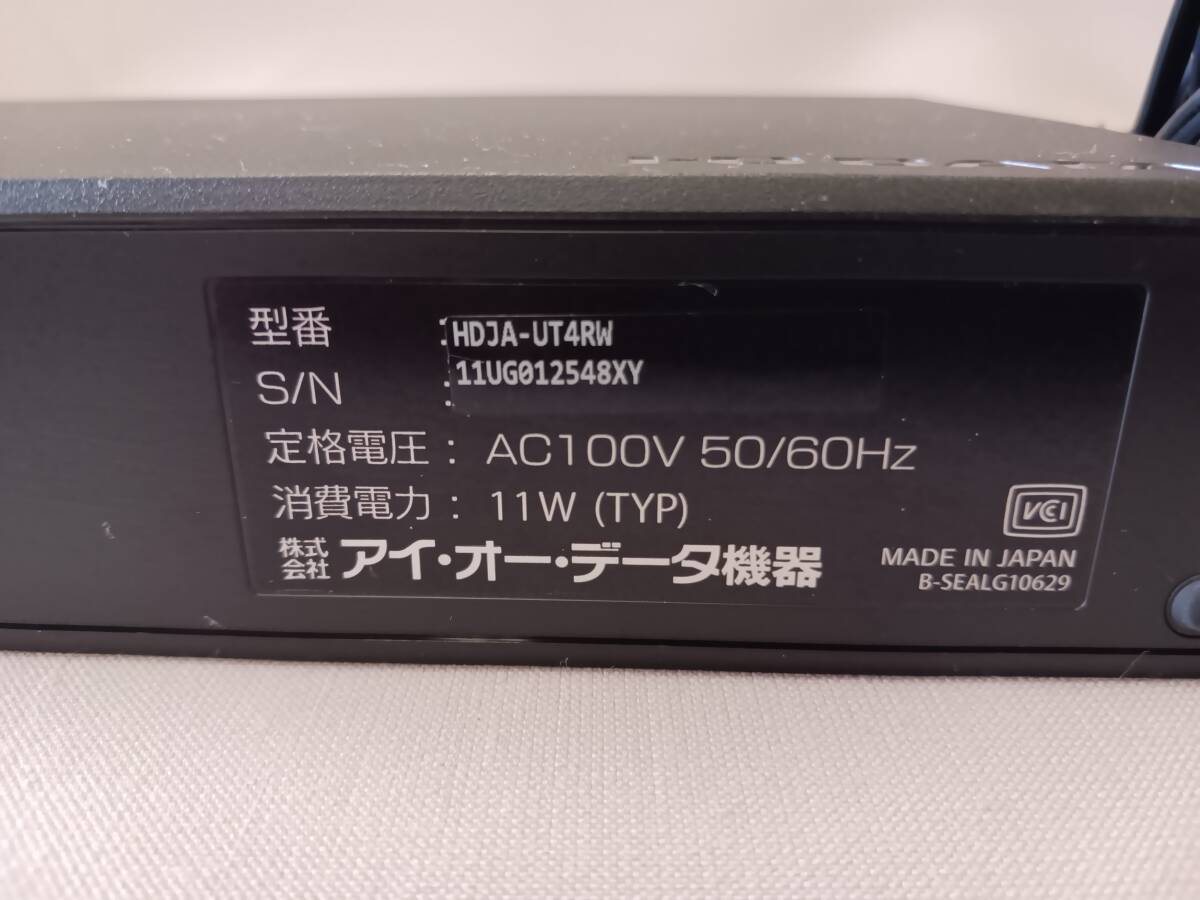 型番 : HDJA-UT4RW
S/N : 11UG012548XY
定格電圧 : AC100V 50/60Hz
消費電力 : 11W (TYP)
株式会社 アイ・オー・データ機器
VCI
MADE IN JAPAN
B-SEALG10629